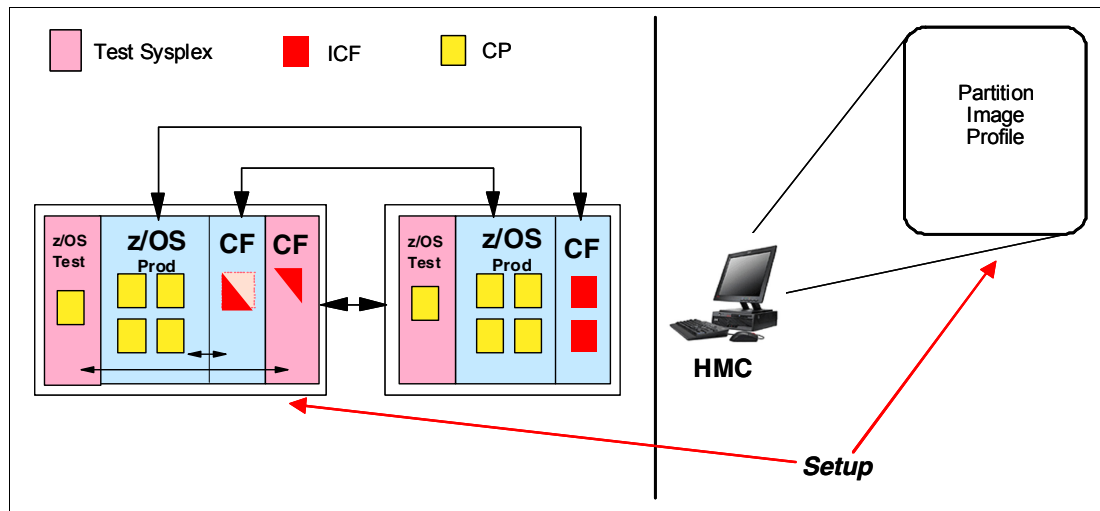 Test Sysplex
ICF
CP
z/OS
Test
z/OS
Prod
CF
CF
z/OS
Test
z/OS
Prod
CF
Partition
Image
Profile
HMC
Setup